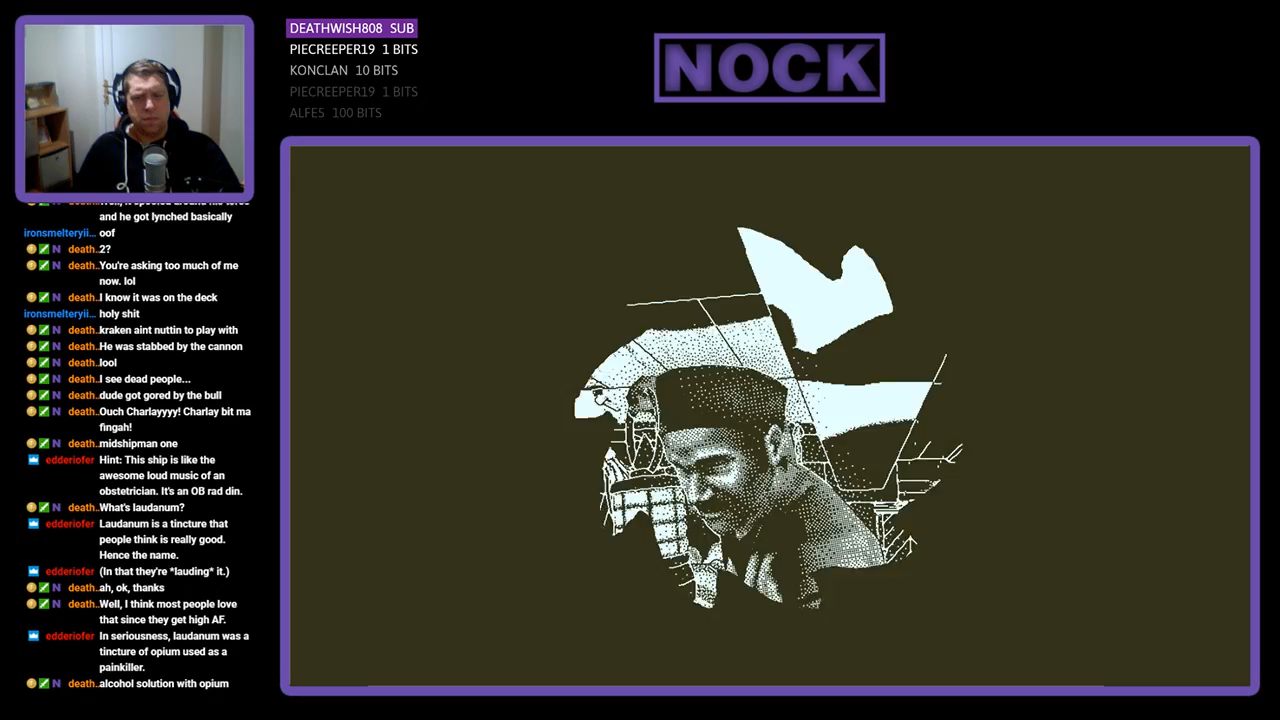 DEATHWISH808 SUB
PIECREEPER19 1 BITS
KONCLAN 10 BITS
PIECREEPER19 1 BITS
ALFE5 100 BITS
NOCK
and he got lynched basically
ironsmelteryii... oof
N death.. 2?
N death.. You're asking too much of me
now. lol
N death.. I know it was on the deck
ironsmelteryii... holy shit
N death.. kraken aint nuttin to play with
N death.. He was stabbed by the cannon
N death.. lool
N death.. I see dead people...
N death.. dude got gored by the bull
N death.. Ouch Charlayyyy! Charlay bit ma
fingah!
N death.. midshipman one
edderiofer Hint: This ship is like the
awesome loud music of an
obstetrician. It's an OB rad din.
N death.. What's laudanum?
edderiofer Laudanum is a tincture that
people think is really good.
Hence the name.
edderiofer (In that they're *lauding* it.)
N death.. ah, ok, thanks
N death.. Well, I think most people love
that since they get high AF.
edderiofer In seriousness, laudanum was a
tincture of opium used as a
painkiller.
N death.. alcohol solution with opium